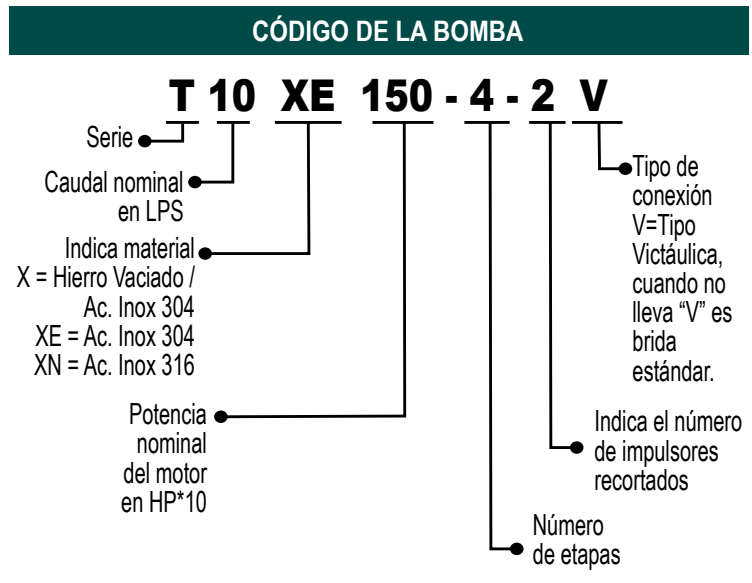 CÓDIGO DE LA BOMBA
T 10 XE 150 - 4 - 2 V
Serie
Caudal nominal
en LPS
Indica material
X = Hierro Vaciado /
Ac. Inox 304
XE = Ac. Inox 304
XN = Ac. Inox 316
Potencia
nominal
del motor
en HP*10
Tipo de
conexión
V=Tipo
Victáulica,
cuando no
lleva “V” es
brida
estándar.
Indica el número
de impulsores
recortados
Número
de etapas